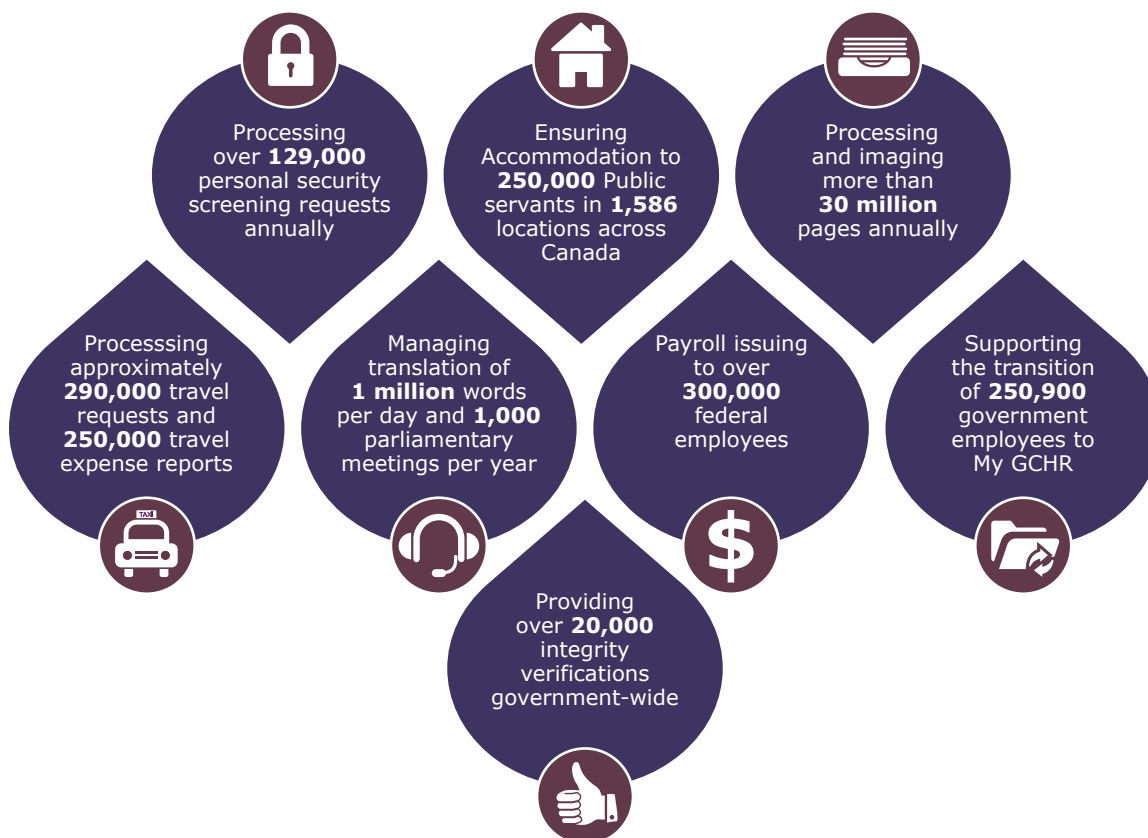 Processing
over 129,000
personal security
screening requests
annually
Ensuring
Accommodation to
250,000 Public
servants in 1,586
locations across
Canada
Processing
and imaging
more than
30 million
pages annually
Processsing
approximately
290,000 travel
requests and
250,000 travel
expense reports
TAXI
Managing
translation of
1 million words
per day and 1,000
parliamentary
meetings per year
Payroll issuing
to over
300,000
federal
employees
$
Supporting
the transition
of 250,900
government
employees to
My GCHR
Providing
over 20,000
integrity
verifications
government-wide